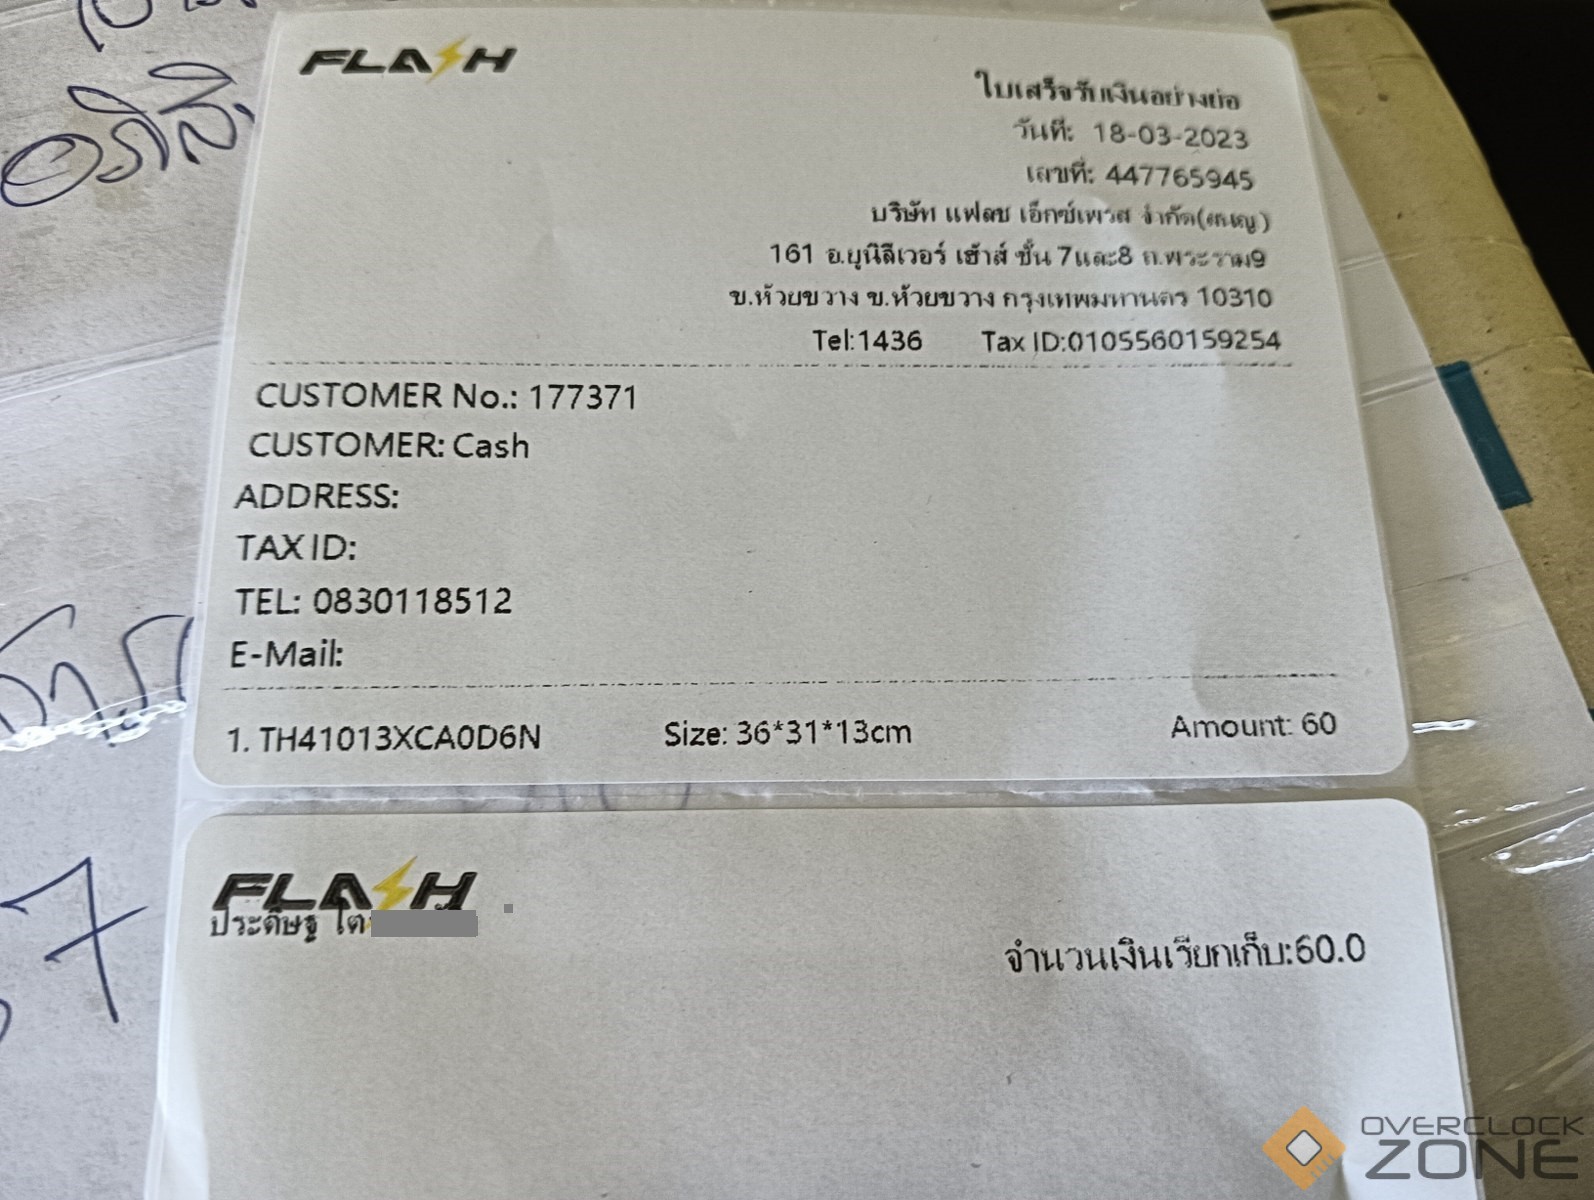 FLASH
ใบเสร็จรับเงินอย่างย่อ
วันที่: 18-03-2023
เลขที่: 447765945
บริษัท แฟลช เอ็กซ์เพรส จำกัด(สนญ)
161 อ.ยูนิลีเวอร์ เฮ้าส์ ชั้น 7และ8 ถ.พระราม9
ข.ห้วยขวาง ข.ห้วยขวาง กรุงเทพมหานคร 10310
Tel:1436 Tax ID:0105560159254
CUSTOMER No.: 177371
CUSTOMER: Cash
ADDRESS:
TAX ID:
TEL: 0830118512
E-Mail:
1. TH41013XCA0D6N Size: 36*31*13cm Amount: 60
FLASH
ประดิษฐ โต
จำนวนเงินเรียกเก็บ:60.0
OVERCLOCK
ZONE